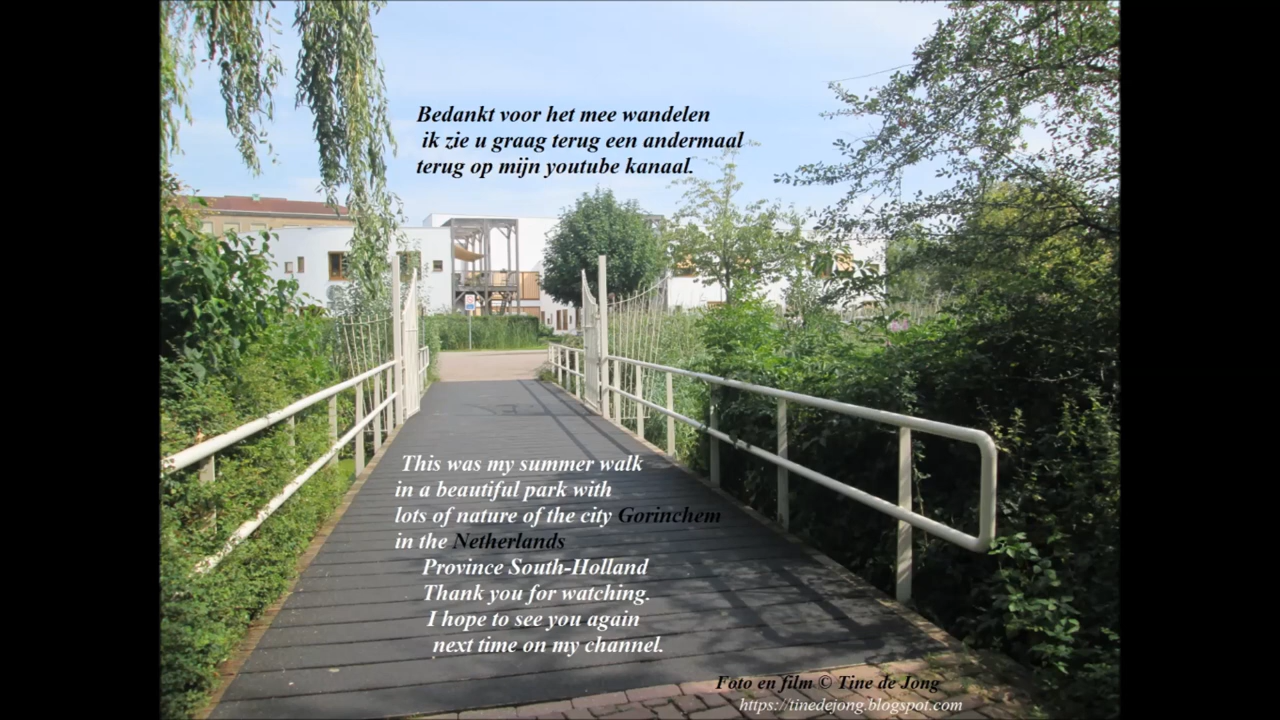 Bedankt voor het mee wandelen
ik zie u graag terug een andermaal
terug op mijn youtube kanaal.
This was my summer walk
in a beautiful park with
lots of nature of the city Gorinchem
in the Netherlands
Province South-Holland
Thank you for watching.
I hope to see you again
next time on my channel.
Foto en film © Tine de Jong
https://tinedejong.blogspot.com